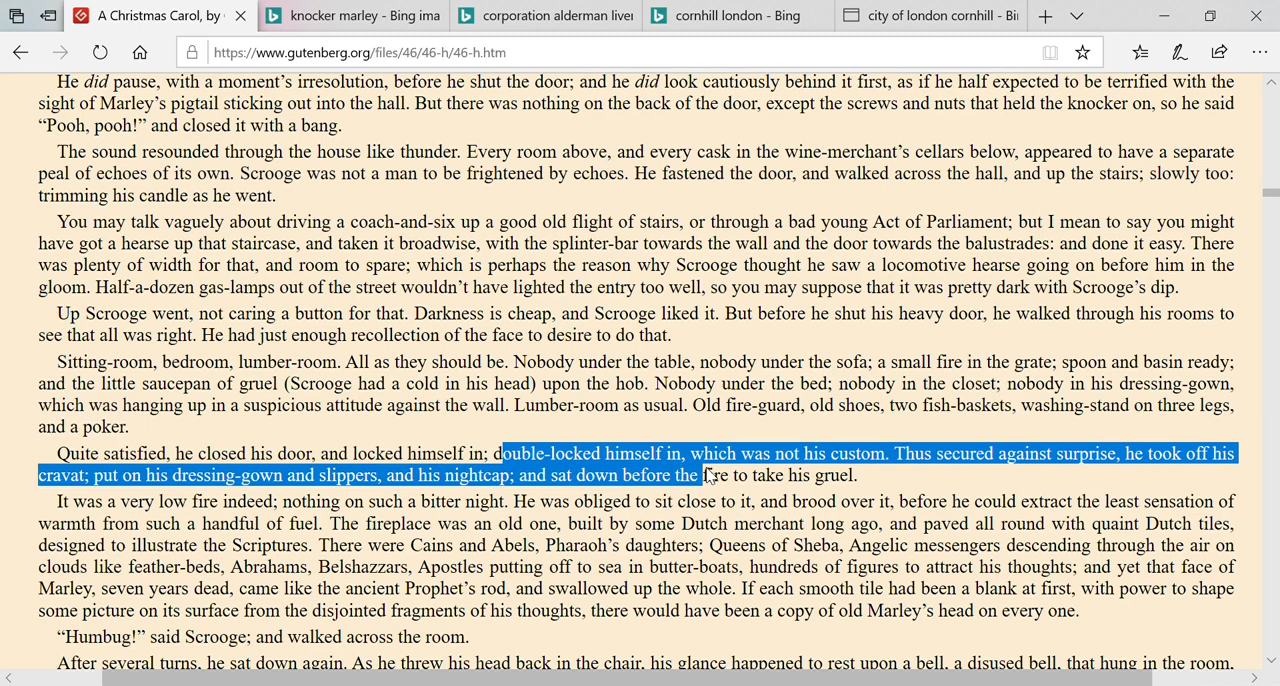 A Christmas Carol, by
knocker marley - Bing ima
corporation alderman liver
cornhill london - Bing
city of london cornhill - Bi
https://www.gutenberg.org/files/46/46-h/46-h.htm
He did pause, with a moment’s irresolution, before he shut the door; and he did look cautiously behind it first, as if he half expected to be terrified with the
sight of Marley’s pigtail sticking out into the hall. But there was nothing on the back of the door, except the screws and nuts that held the knocker on, so he said
“Pooh, pooh!” and closed it with a bang.
The sound resounded through the house like thunder. Every room above, and every cask in the wine-merchant’s cellars below, appeared to have a separate
peal of echoes of its own. Scrooge was not a man to be frightened by echoes. He fastened the door, and walked across the hall, and up the stairs; slowly too:
trimming his candle as he went.
You may talk vaguely about driving a coach-and-six up a good old flight of stairs, or through a bad young Act of Parliament; but I mean to say you might
have got a hearse up that staircase, and taken it broadwise, with the splinter-bar towards the wall and the door towards the balustrades: and done it easy. There
was plenty of width for that, and room to spare; which is perhaps the reason why Scrooge thought he saw a locomotive hearse going on before him in the
gloom. Half-a-dozen gas-lamps out of the street wouldn’t have lighted the entry too well, so you may suppose that it was pretty dark with Scrooge’s dip.
Up Scrooge went, not caring a button for that. Darkness is cheap, and Scrooge liked it. But before he shut his heavy door, he walked through his rooms to
see that all was right. He had just enough recollection of the face to desire to do that.
Sitting-room, bedroom, lumber-room. All as they should be. Nobody under the table, nobody under the sofa; a small fire in the grate; spoon and basin ready;
and the little saucepan of gruel (Scrooge had a cold in his head) upon the hob. Nobody under the bed; nobody in the closet; nobody in his dressing-gown,
which was hanging up in a suspicious attitude against the wall. Lumber-room as usual. Old fire-guard, old shoes, two fish-baskets, washing-stand on three legs,
and a poker.
Quite satisfied, he closed his door, and locked himself in; double-locked himself in, which was not his custom. Thus secured against surprise, he took off his
cravat; put on his dressing-gown and slippers, and his nightcap; and sat down before the fire to take his gruel.
It was a very low fire indeed; nothing on such a bitter night. He was obliged to sit close to it, and brood over it, before he could extract the least sensation of
warmth from such a handful of fuel. The fireplace was an old one, built by some Dutch merchant long ago, and paved all round with quaint Dutch tiles,
designed to illustrate the Scriptures. There were Cains and Abels, Pharaoh’s daughters; Queens of Sheba, Angelic messengers descending through the air on
clouds like feather-beds, Abrahams, Belshazzars, Apostles putting off to sea in butter-boats, hundreds of figures to attract his thoughts; and yet that face of
Marley, seven years dead, came like the ancient Prophet’s rod, and swallowed up the whole. If each smooth tile had been a blank at first, with power to shape
some picture on its surface from the disjointed fragments of his thoughts, there would have been a copy of old Marley’s head on every one.
“Humbug!” said Scrooge; and walked across the room.
After several turns, he sat down again. As he threw his head back in the chair, his glance happened to rest upon a bell, a disused bell, that hung in the room,